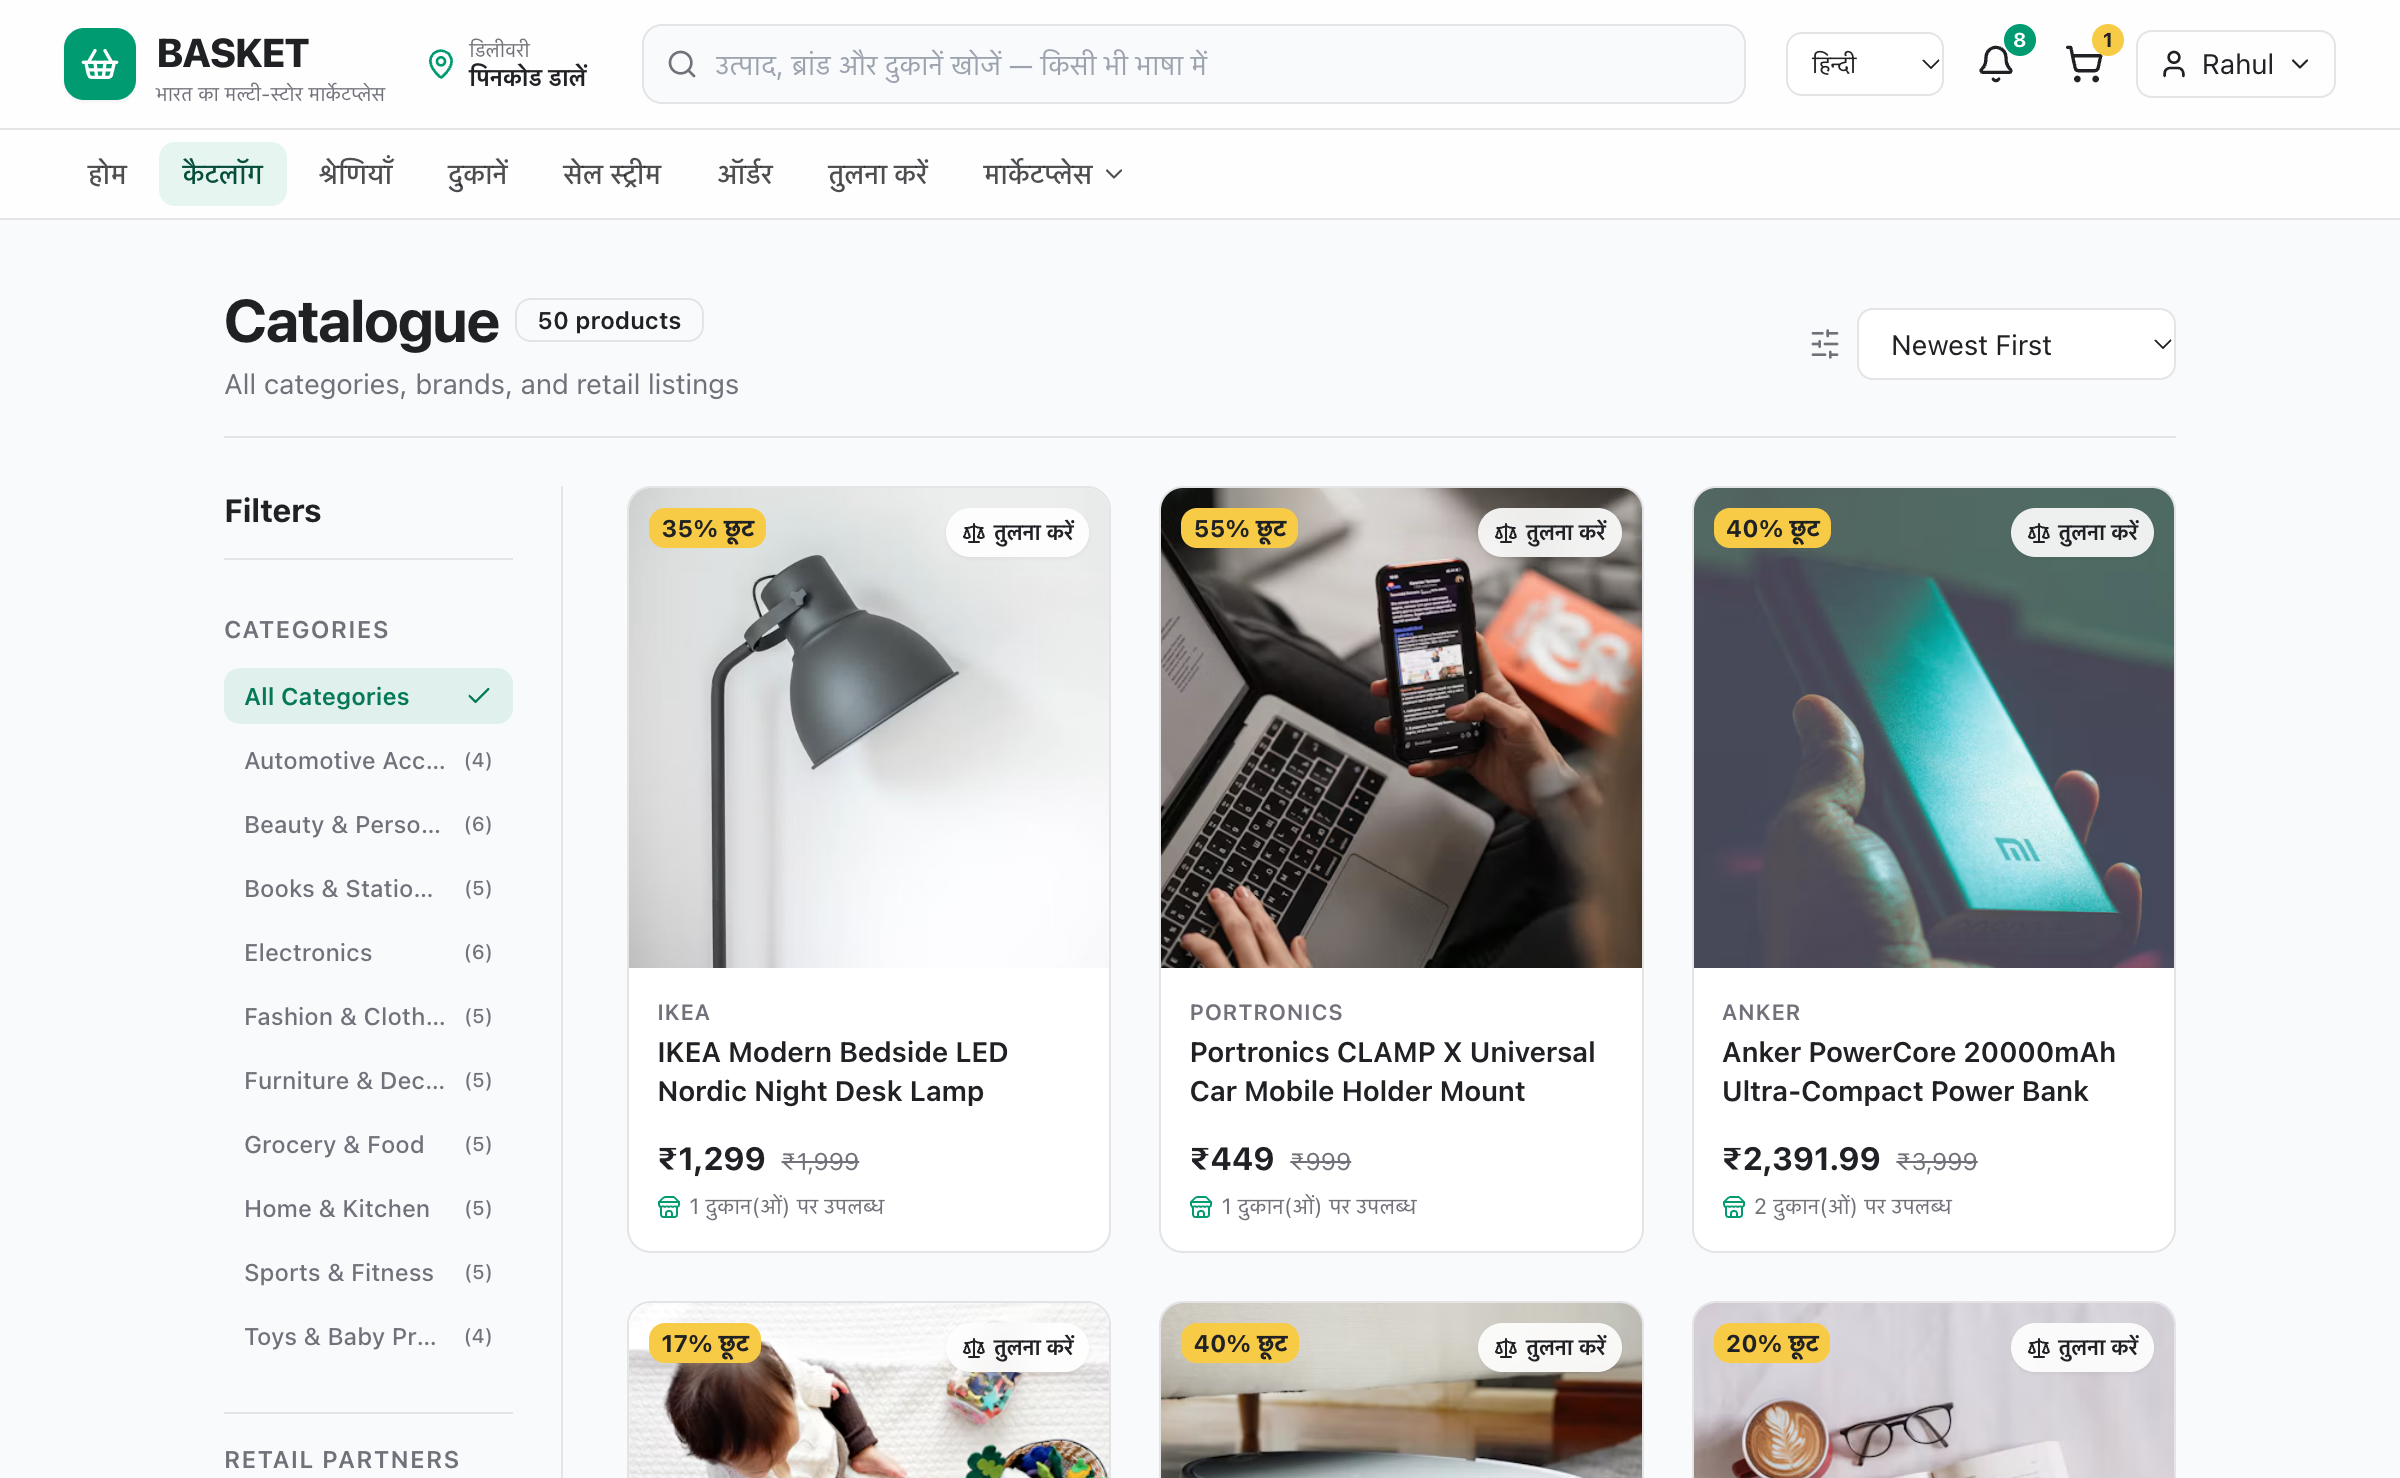 BASKET
भारत का मल्टी-स्टोर मार्केटप्लेस
डिलीवरी
पिनकोड डालें
उत्पाद, ब्रांड और दुकानें खोजें — किसी भी भाषा में
हिन्दी
8
1
Rahul
होम
कैटलॉग
श्रेणियाँ
दुकानें
सेल स्ट्रीम
ऑर्डर
तुलना करें
मार्केटप्लेस
Catalogue
50 products
All categories, brands, and retail listings
Newest First
Filters
CATEGORIES
All Categories
Automotive Acc... (4)
Beauty & Perso... (6)
Books & Statio... (5)
Electronics (6)
Fashion & Cloth... (5)
Furniture & Dec... (5)
Grocery & Food (5)
Home & Kitchen (5)
Sports & Fitness (5)
Toys & Baby Pr... (4)
RETAIL PARTNERS
35% छूट
तुलना करें
IKEA
IKEA Modern Bedside LED
Nordic Night Desk Lamp
₹1,299 ₹1,999
1 दुकान(ओं) पर उपलब्ध
55% छूट
तुलना करें
PORTRONICS
Portronics CLAMP X Universal
Car Mobile Holder Mount
₹449 ₹999
1 दुकान(ओं) पर उपलब्ध
40% छूट
तुलना करें
MI
ANKER
Anker PowerCore 20000mAh
Ultra-Compact Power Bank
₹2,391.99 ₹3,999
2 दुकान(ओं) पर उपलब्ध
17% छूट
तुलना करें
40% छूट
तुलना करें
20% छूट
तुलना करें